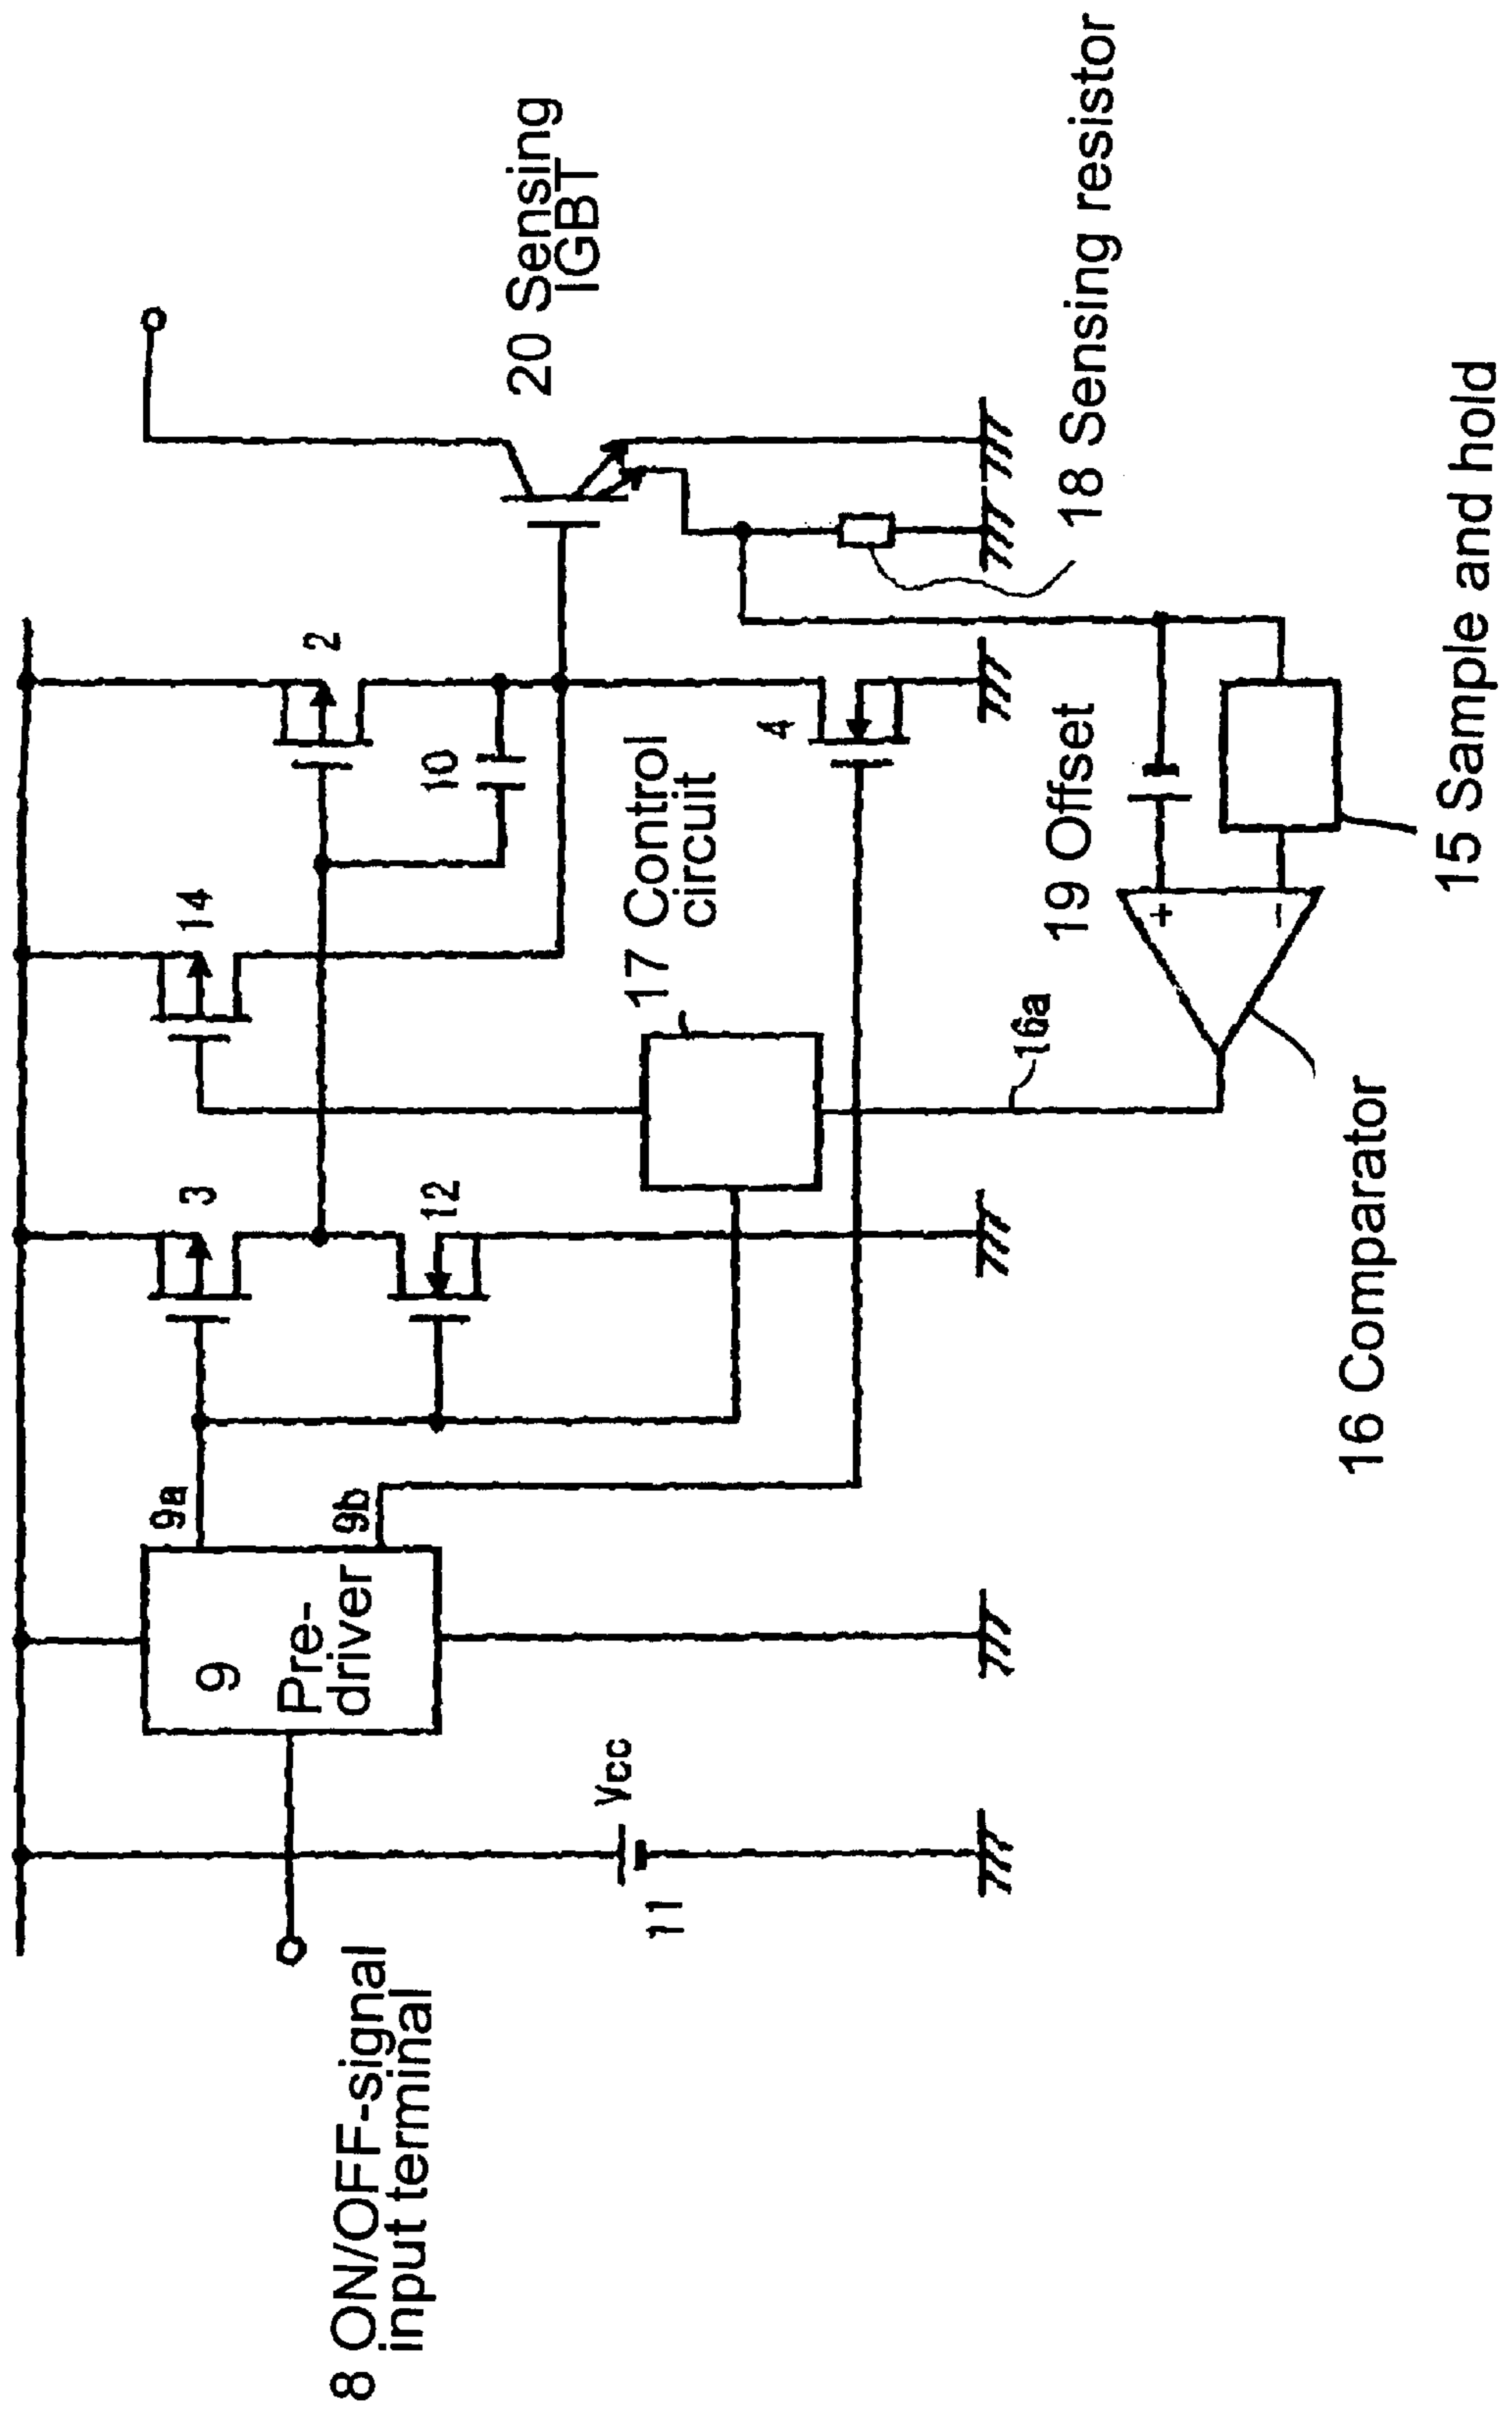 8 ON/OFF-signal
input terminal
11
Vcc
9
Pre-
driver
9a
9b
3
12
14
17 Control
circuit
2
10
4
20 Sensing
IGBT
18 Sensing resistor
19 Offset
+
−
16a
16 Comparator
15 Sample and hold